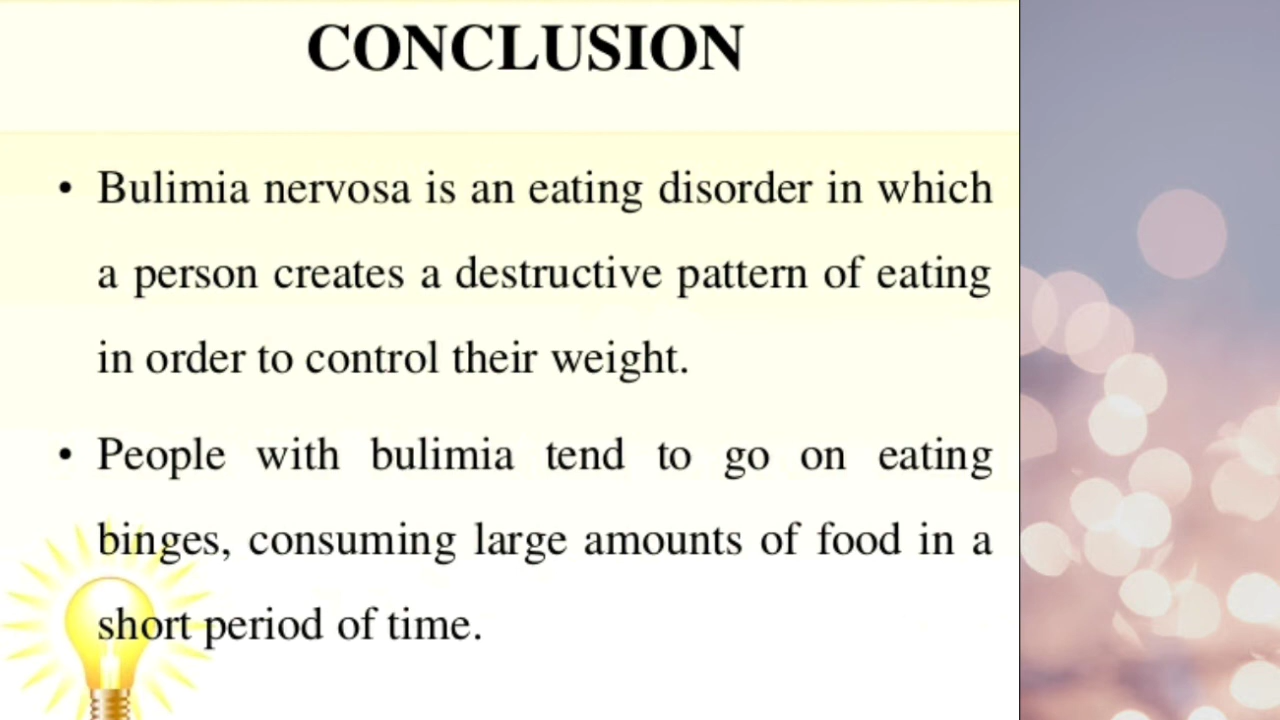 CONCLUSION
• Bulimia nervosa is an eating disorder in which
a person creates a destructive pattern of eating
in order to control their weight.
• People with bulimia tend to go on eating
binges, consuming large amounts of food in a
short period of time.